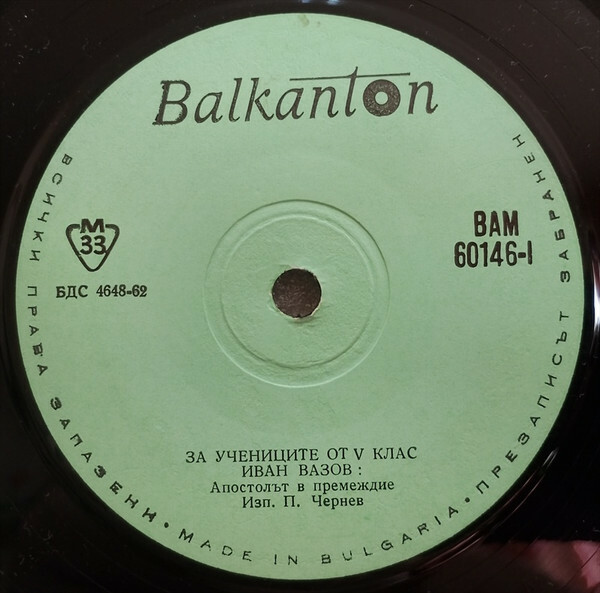 Balkanton
М
33
БДС 4648-62
ВАМ
60146-I
ЗА УЧЕНИЦИТЕ ОТ V КЛАС
ИВАН ВАЗОВ:
Апостолът в премеждие
Изп. П. Чернев
ВСИЧКИ ПРАВА ЗАПАЗЕНИ • MADE IN BULGARIA • ПРЕЗАПИСЪТ ЗАБРАНЕН